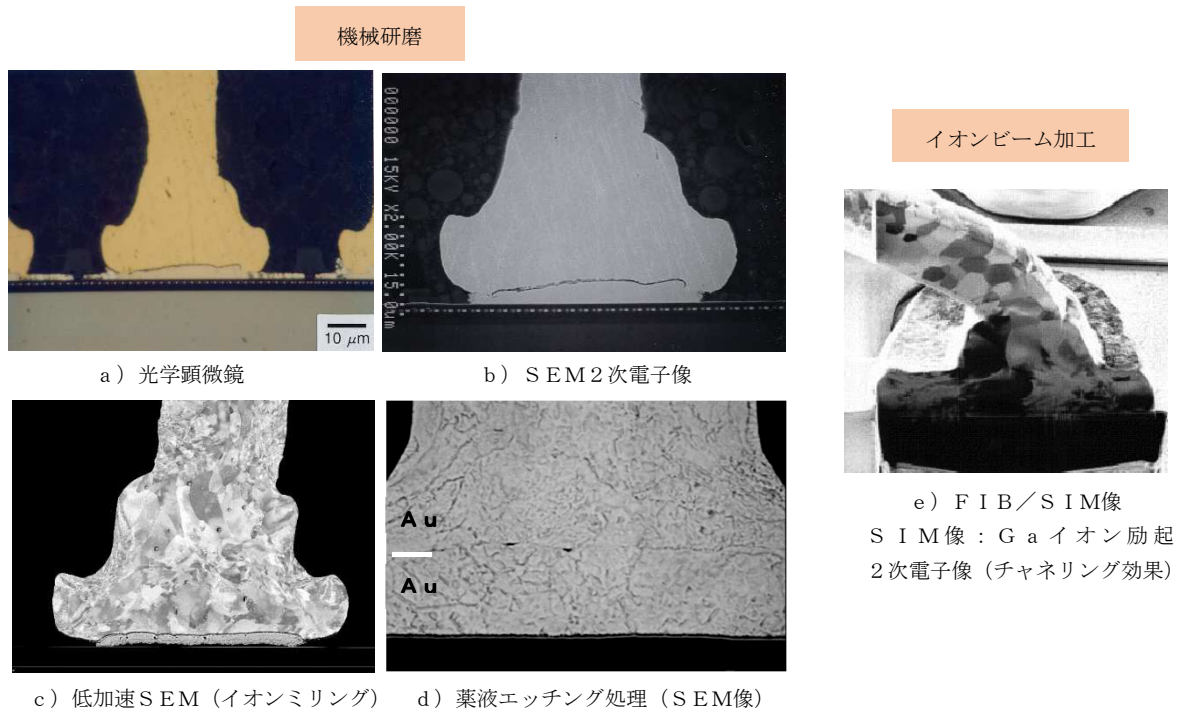 機械研磨
イオンビーム加工
000000 15KV X2.00K 15.0um
10 μm
a）光学顕微鏡
b）ＳＥＭ２次電子像
Ａｕ
Ａｕ
c）低加速ＳＥＭ（イオンミリング）
d）薬液エッチング処理（ＳＥＭ像）
e）ＦＩＢ／ＳＩＭ像
ＳＩＭ像：Ｇａイオン励起
２次電子像（チャネリング効果）